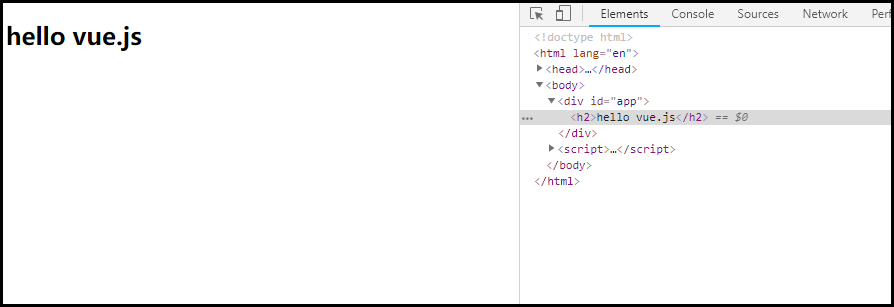 hello vue.js
Elements Console Sources Network Per
<!doctype html>
<html lang="en">
<head>…</head>
<body>
<div id="app">
<h2>hello vue.js</h2> == $0
</div>
<script>…</script>
</body>
</html>